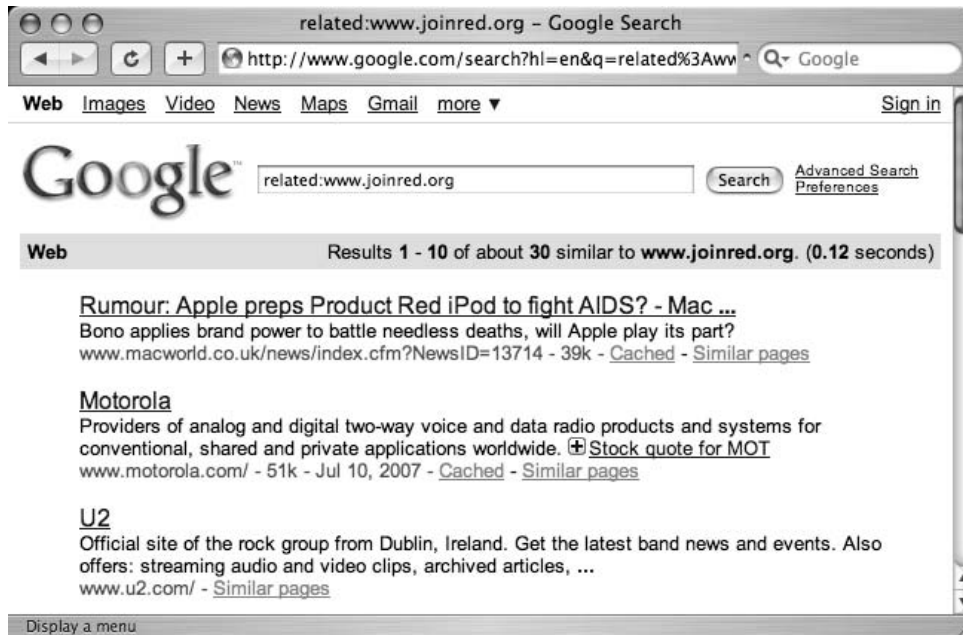 related:www.joinred.org – Google Search
http://www.google.com/search?hl=en&q=related%3Aww
Google
Web Images Video News Maps Gmail more ▼ Sign in
Google™ related:www.joinred.org Search Advanced Search
Preferences
Web Results 1 - 10 of about 30 similar to www.joinred.org. (0.12 seconds)
Rumour: Apple preps Product Red iPod to fight AIDS? - Mac ...
Bono applies brand power to battle needless deaths, will Apple play its part?
www.macworld.co.uk/news/index.cfm?NewsID=13714 - 39k - Cached - Similar pages
Motorola
Providers of analog and digital two-way voice and data radio products and systems for
conventional, shared and private applications worldwide. Stock quote for MOT
www.motorola.com/ - 51k - Jul 10, 2007 - Cached - Similar pages
U2
Official site of the rock group from Dublin, Ireland. Get the latest band news and events. Also
offers: streaming audio and video clips, archived articles, ...
www.u2.com/ - Similar pages
Display a menu